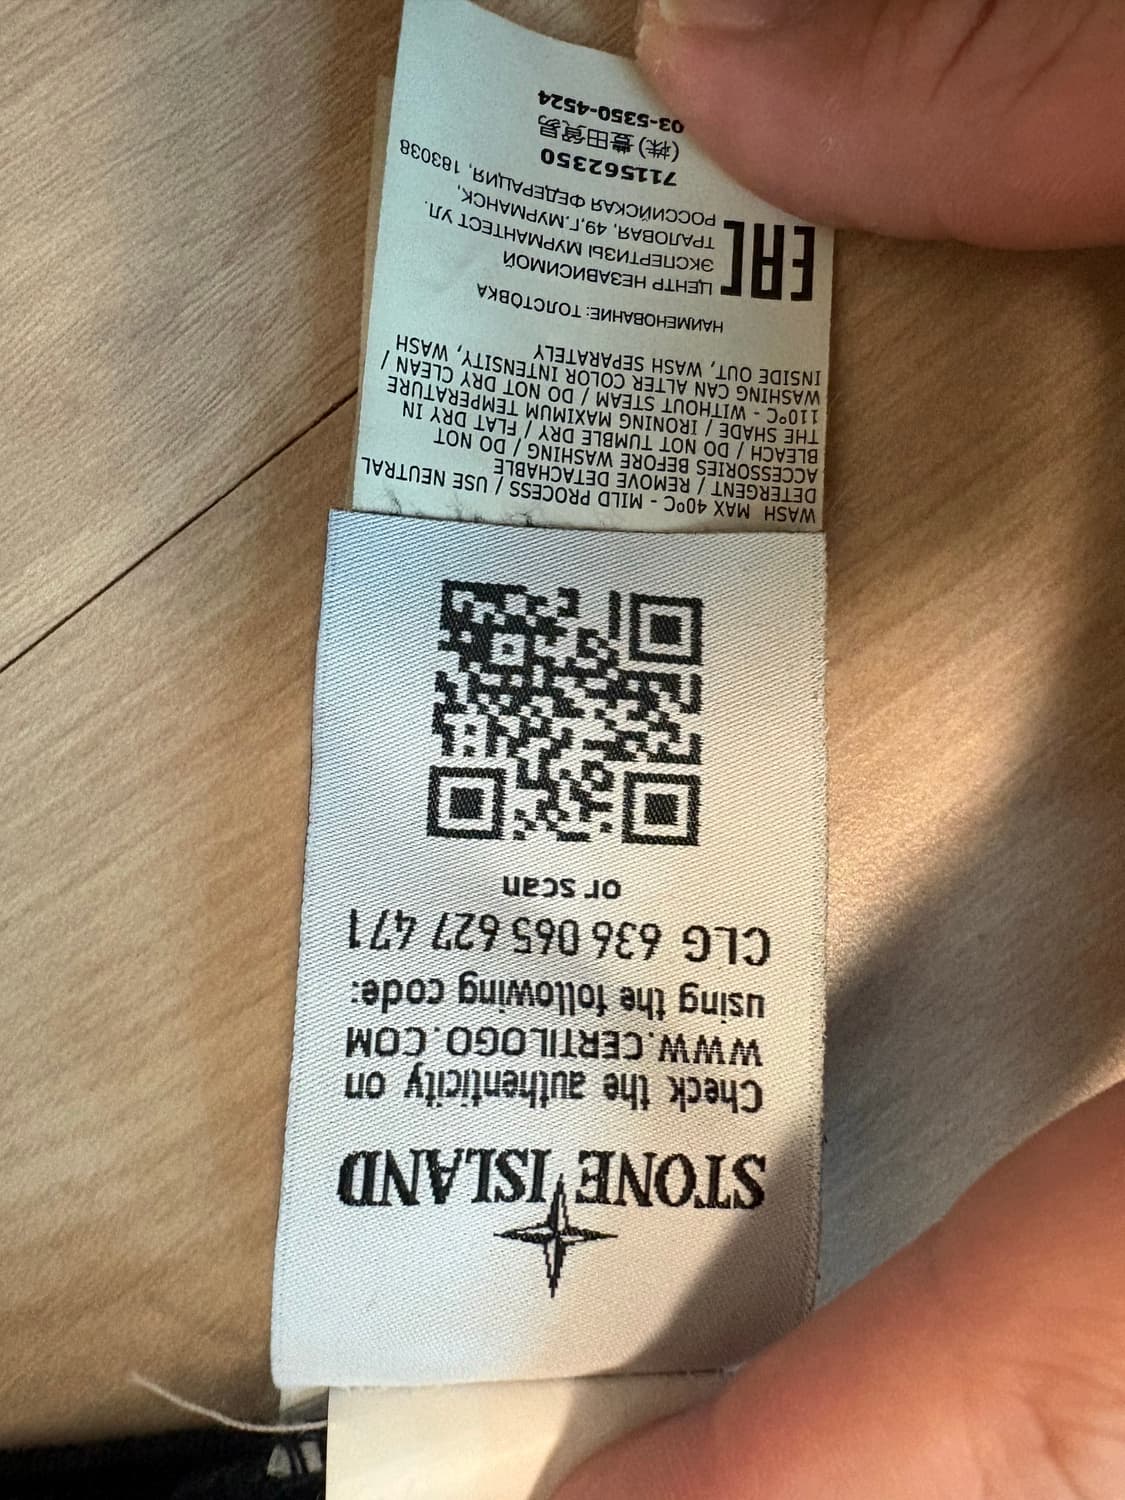 STONE ISLAND
Check the authenticity on
WWW.CERTILOGO.COM
using the following code:
CLG 636 065 627 471
or scan
WASH MAX 40°C - MILD PROCESS / USE NEUTRAL
DETERGENT / REMOVE DETACHABLE
ACCESSORIES BEFORE WASHING / DO NOT
BLEACH / DO NOT TUMBLE DRY / FLAT DRY IN
THE SHADE / IRONING MAXIMUM TEMPERATURE
110°C - WITHOUT STEAM / DO NOT DRY CLEAN /
WASHING CAN ALTER COLOR INTENSITY, WASH
INSIDE OUT, WASH SEPARATELY
НАИМЕНОВАНИЕ: ТОЛСТОВКА
EAC
ЦЕНТР НЕЗАВИСИМОЙ
ЭКСПЕРТИЗЫ МУРМАНТЕСТ УЛ.
ТРАЛОВАЯ, 49,Г.МУРМАНСК,
РОССИЙСКАЯ ФЕДЕРАЦИЯ, 183038
711562350
(株) 豊田貿易
03-5350-4524